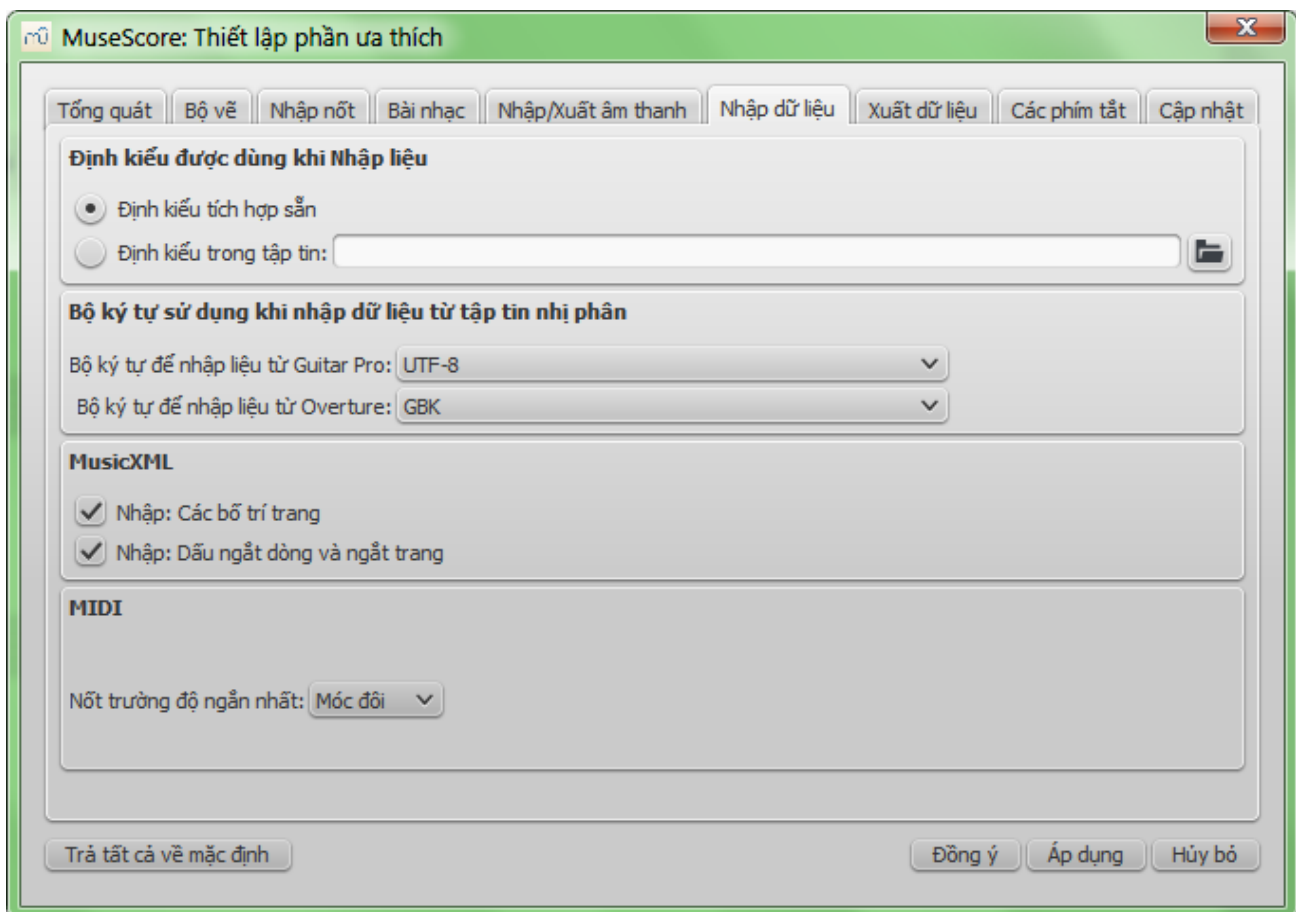 MuseScore: Thiết lập phần ưa thích
Tổng quát Bộ vẽ Nhập nốt Bài nhạc Nhập/Xuất âm thanh Nhập dữ liệu Xuất dữ liệu Các phím tắt Cập nhật
Định kiểu được dùng khi Nhập liệu
Định kiểu tích hợp sẵn
Định kiểu trong tập tin:
Bộ ký tự sử dụng khi nhập dữ liệu từ tập tin nhị phân
Bộ ký tự để nhập liệu từ Guitar Pro: UTF-8
Bộ ký tự để nhập liệu từ Overture: GBK
MusicXML
Nhập: Các bố trí trang
Nhập: Dấu ngắt dòng và ngắt trang
MIDI
Nốt trường độ ngắn nhất: Móc đôi
Trả tất cả về mặc định Đồng ý Áp dụng Hủy bỏ